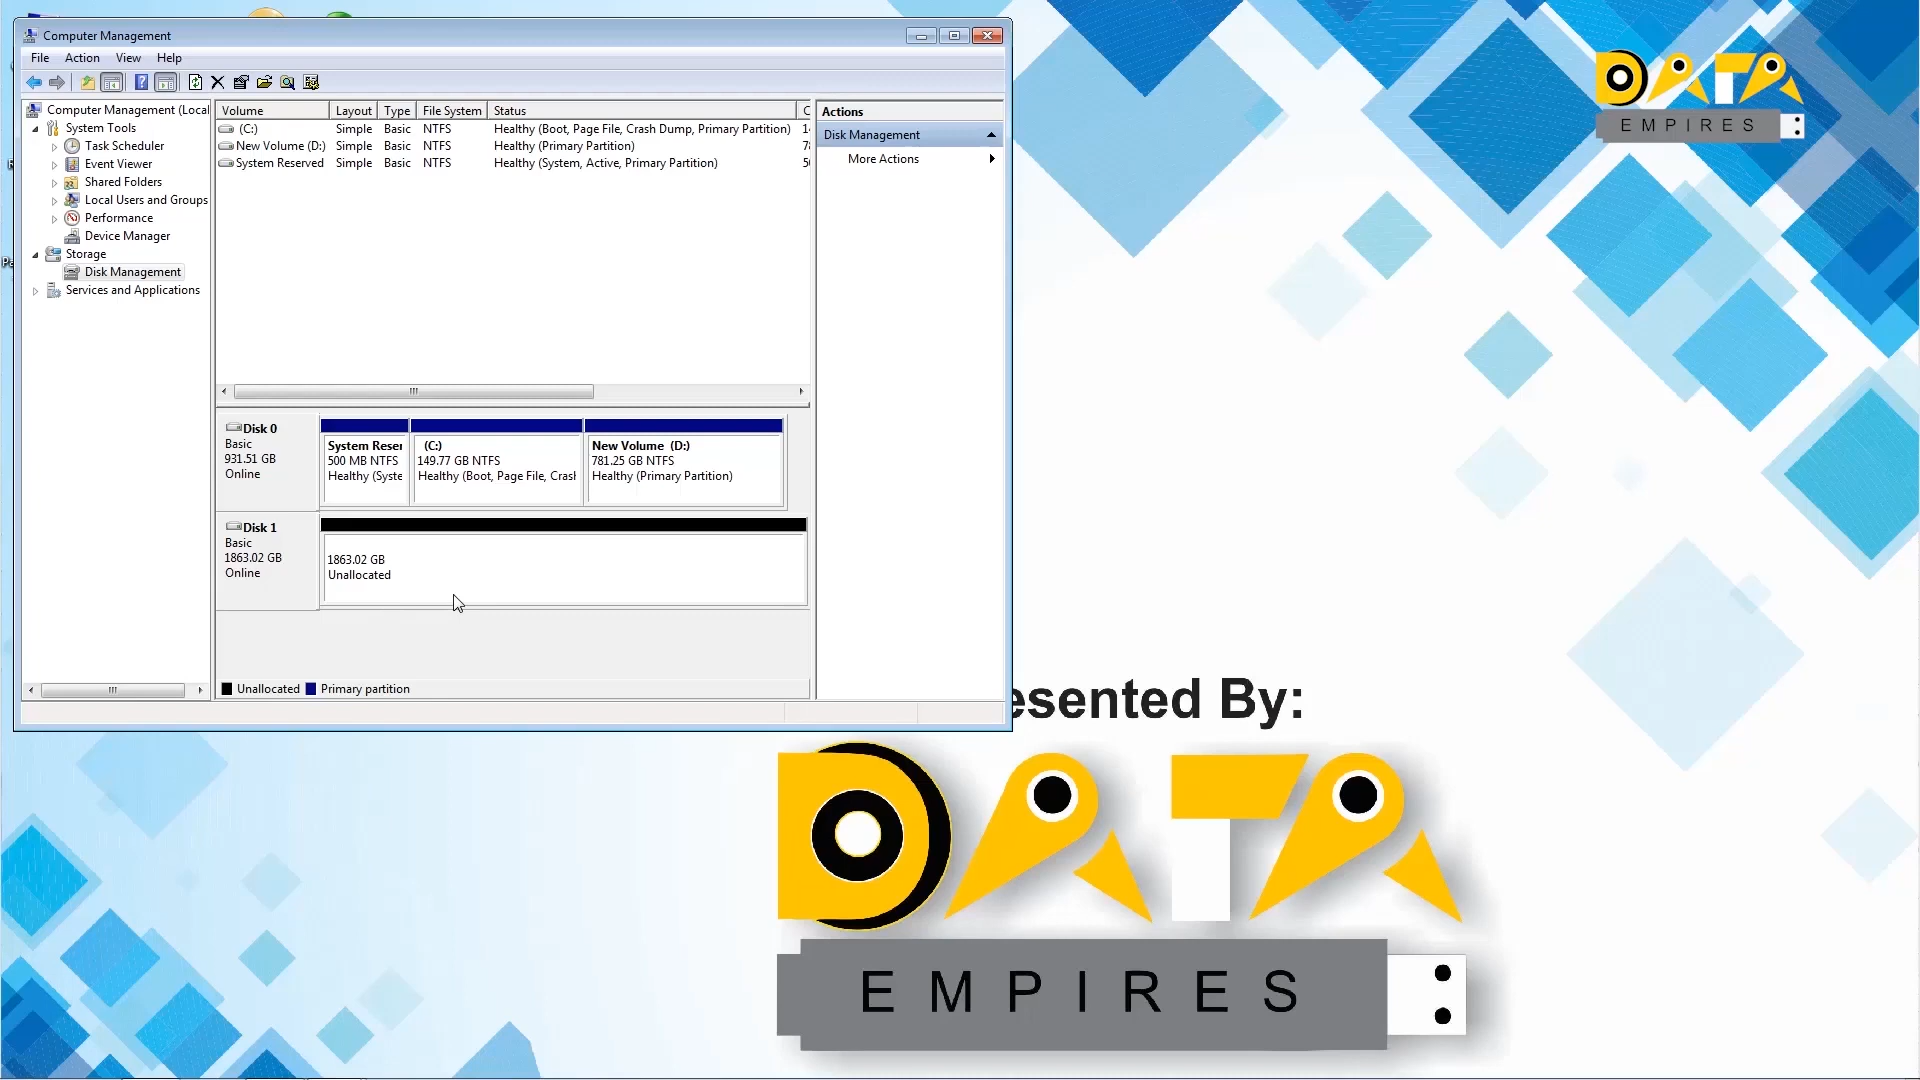 Computer Management
File Action View Help
Computer Management (Local
System Tools
Task Scheduler
Event Viewer
Shared Folders
Local Users and Groups
Performance
Device Manager
Storage
Disk Management
Services and Applications
Volume Layout Type File System Status C
(C:) Simple Basic NTFS Healthy (Boot, Page File, Crash Dump, Primary Partition)
New Volume (D:) Simple Basic NTFS Healthy (Primary Partition)
System Reserved Simple Basic NTFS Healthy (System, Active, Primary Partition)
Actions
Disk Management
More Actions
Disk 0
Basic
931.51 GB
Online
System Reser
500 MB NTFS
Healthy (Syste
(C:)
149.77 GB NTFS
Healthy (Boot, Page File, Crash
New Volume (D:)
781.25 GB NTFS
Healthy (Primary Partition)
Disk 1
Basic
1863.02 GB
Online
1863.02 GB
Unallocated
Unallocated Primary partition
DATA
EMPIRES
esented By:
DATA
EMPIRES